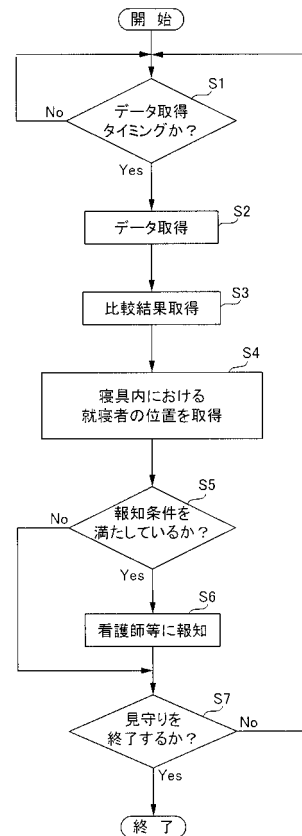 開 始
S1
データ取得
タイミングか？
No
Yes
S2
データ取得
S3
比較結果取得
S4
寝具内における
就寝者の位置を取得
S5
報知条件を
満たしているか？
No
Yes
S6
看護師等に報知
S7
見守りを
終了するか？
No
Yes
終 了